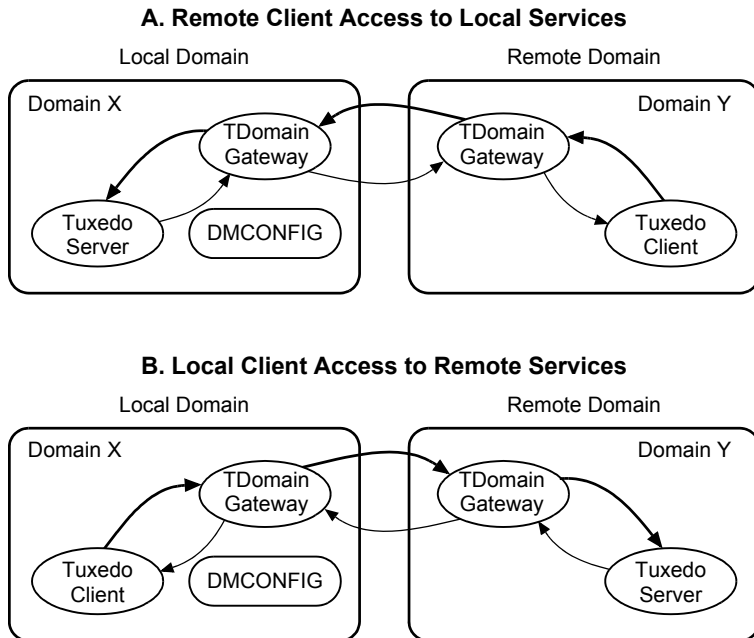 A. Remote Client Access to Local Services
Local Domain
Remote Domain
Domain X
Domain Y
TDomain
Gateway
TDomain
Gateway
Tuxedo
Server
DMCONFIG
Tuxedo
Client
B. Local Client Access to Remote Services
Local Domain
Remote Domain
Domain X
Domain Y
TDomain
Gateway
TDomain
Gateway
Tuxedo
Client
DMCONFIG
Tuxedo
Server